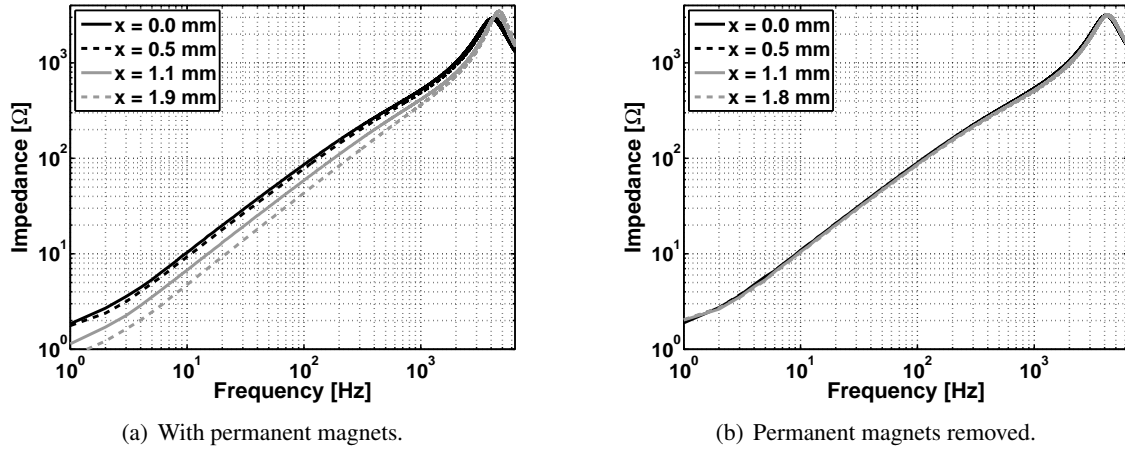 x = 0.0 mm
x = 0.5 mm
x = 1.1 mm
x = 1.9 mm
Impedance [Ω]
10³
10²
10¹
10⁰
10⁰ 10¹ 10² 10³
Frequency [Hz]
(a) With permanent magnets.
x = 0.0 mm
x = 0.5 mm
x = 1.1 mm
x = 1.8 mm
Impedance [Ω]
10³
10²
10¹
10⁰
10⁰ 10¹ 10² 10³
Frequency [Hz]
(b) Permanent magnets removed.